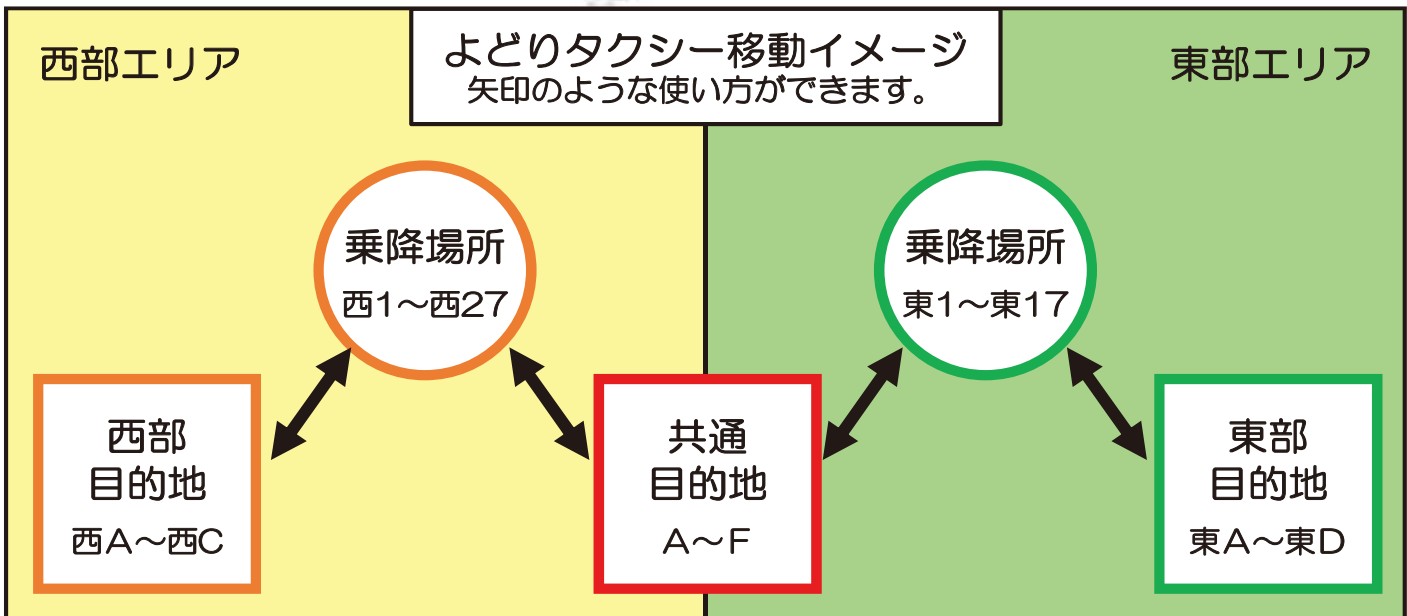 西部エリア
よどりタクシー移動イメージ
矢印のような使い方ができます。
東部エリア
乗降場所
西1～西27
乗降場所
東1～東17
西部
目的地
西A～西C
共通
目的地
A～F
東部
目的地
東A～東D